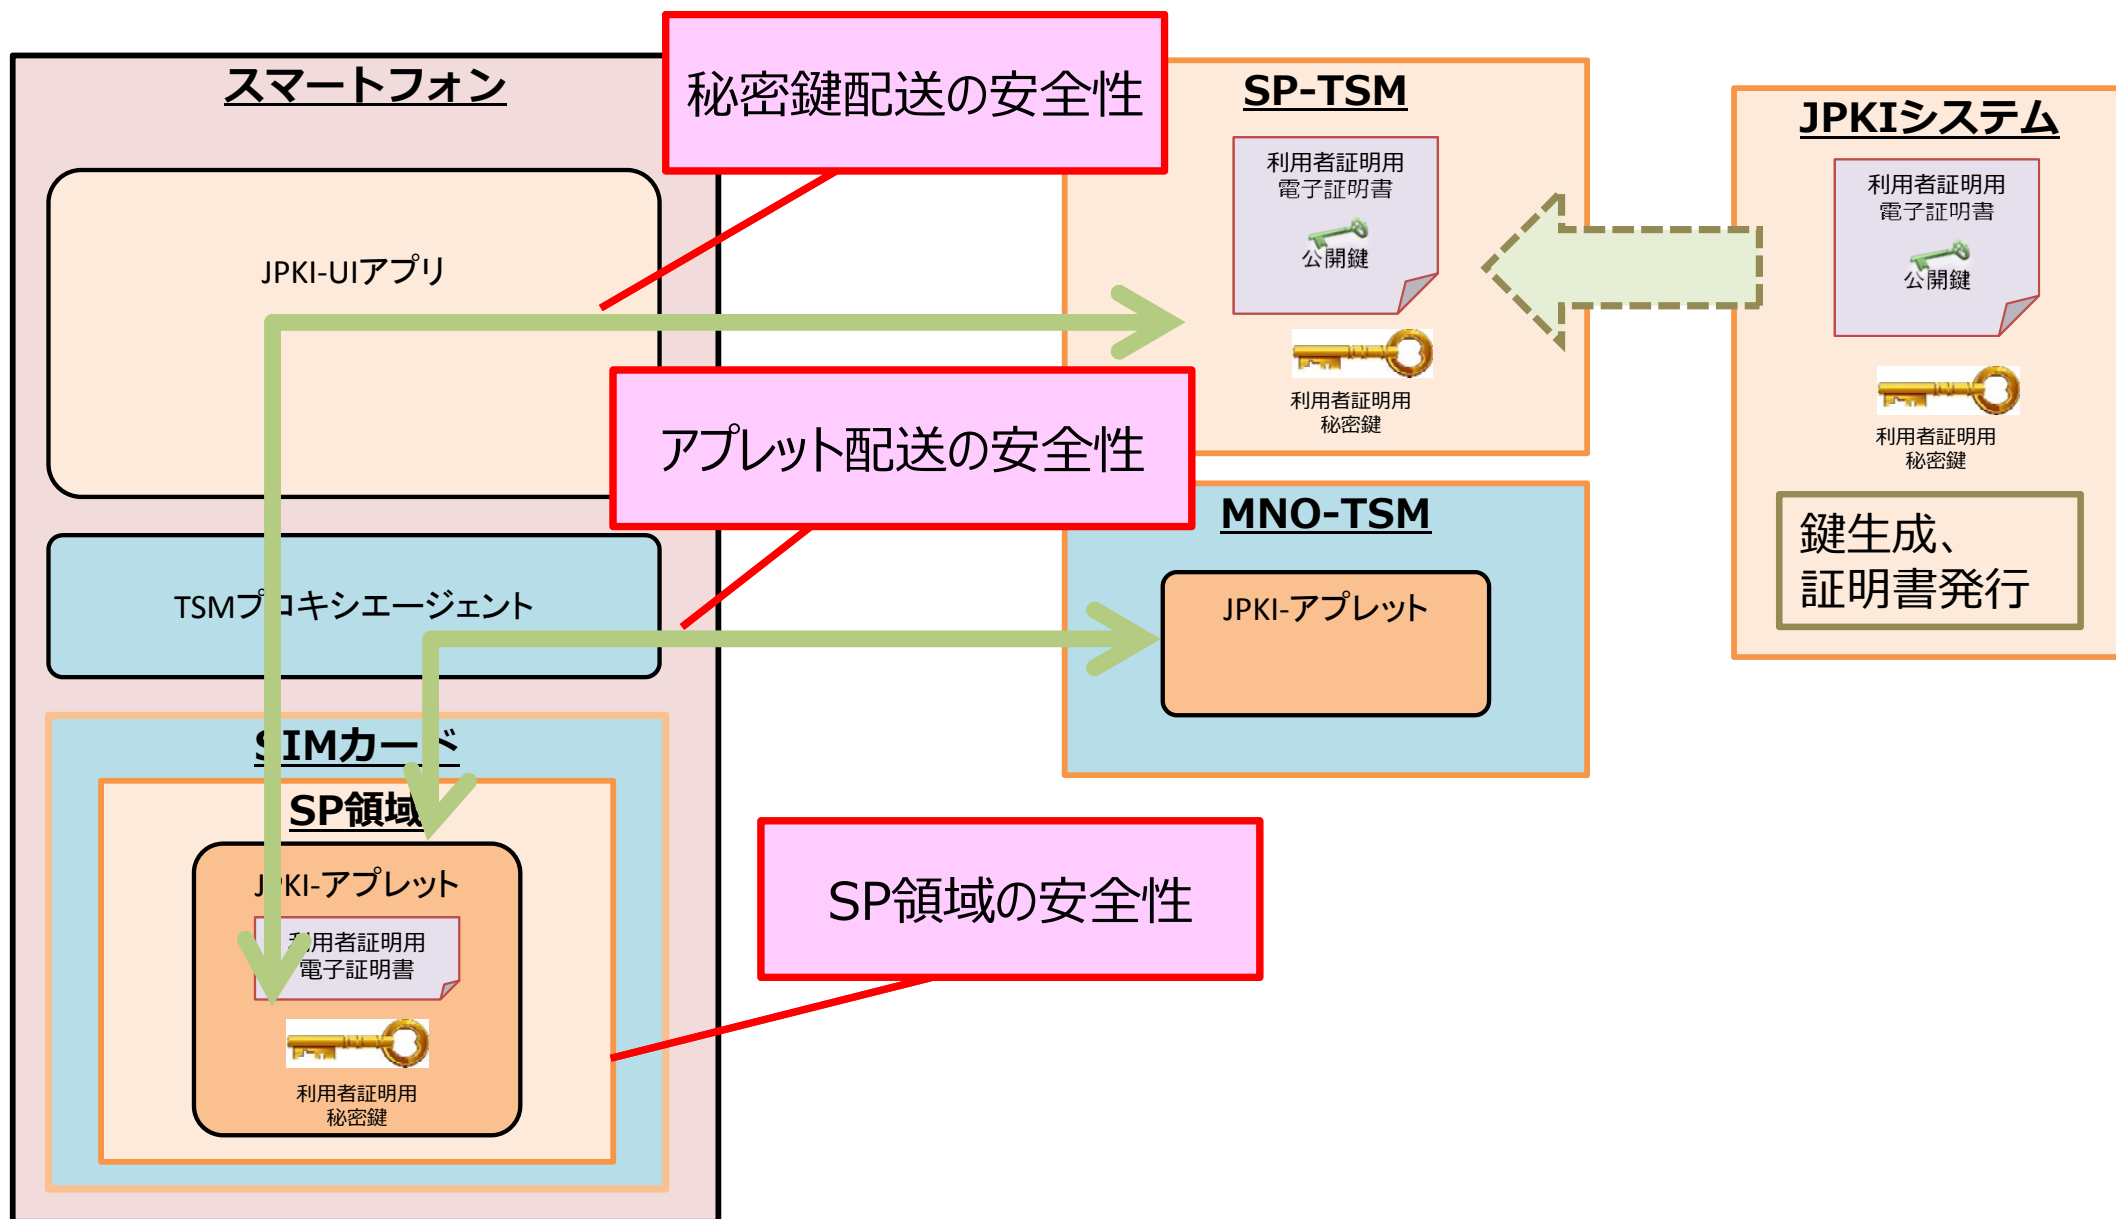 スマートフォン
秘密鍵配送の安全性
SP-TSM
JPKIシステム
利用者証明用
電子証明書
公開鍵
利用者証明用
秘密鍵
利用者証明用
電子証明書
公開鍵
利用者証明用
秘密鍵
鍵生成、
証明書発行
JPKI-UIアプリ
アプレット配送の安全性
MNO-TSM
JPKI-アプレット
TSMプロキシエージェント
SIMカード
SP領域
JPKI-アプレット
利用者証明用
電子証明書
利用者証明用
秘密鍵
SP領域の安全性